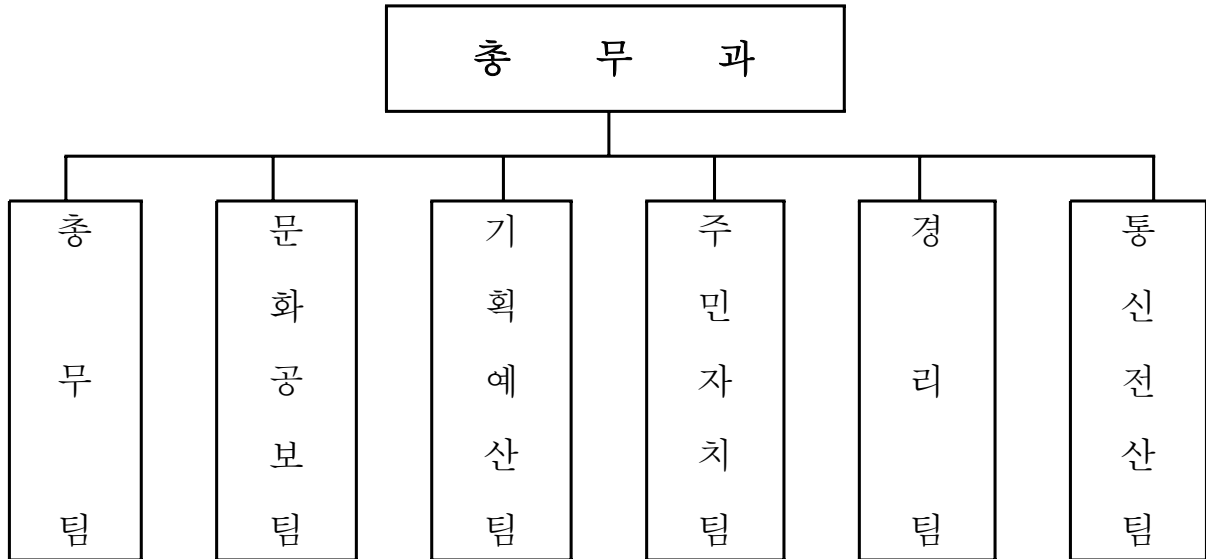 총 무 과
총무팀
문화공보팀
기획예산팀
주민자치팀
경리팀
통신전산팀